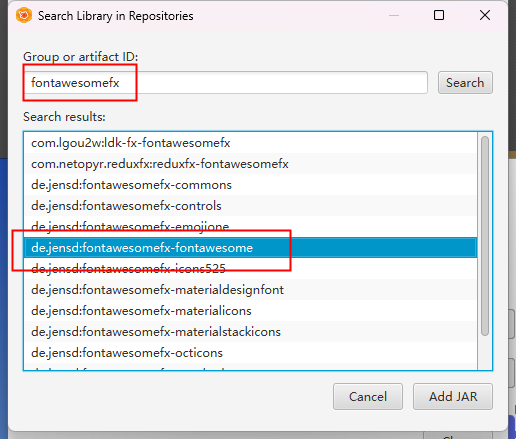 Search Library in Repositories
Group or artifact ID:
fontawesomefx
Search
Search results:
com.lgou2w:ldk-fx-fontawesomefx
com.netopyr.reduxfx:reduxfx-fontawesomefx
de.jensd:fontawesomefx-commons
de.jensd:fontawesomefx-controls
de.jensd:fontawesomefx-emojione
de.jensd:fontawesomefx-fontawesome
de.jensd:fontawesomefx-icons525
de.jensd:fontawesomefx-materialdesignfont
de.jensd:fontawesomefx-materialicons
de.jensd:fontawesomefx-materialstackicons
de.jensd:fontawesomefx-octicons
Cancel
Add JAR